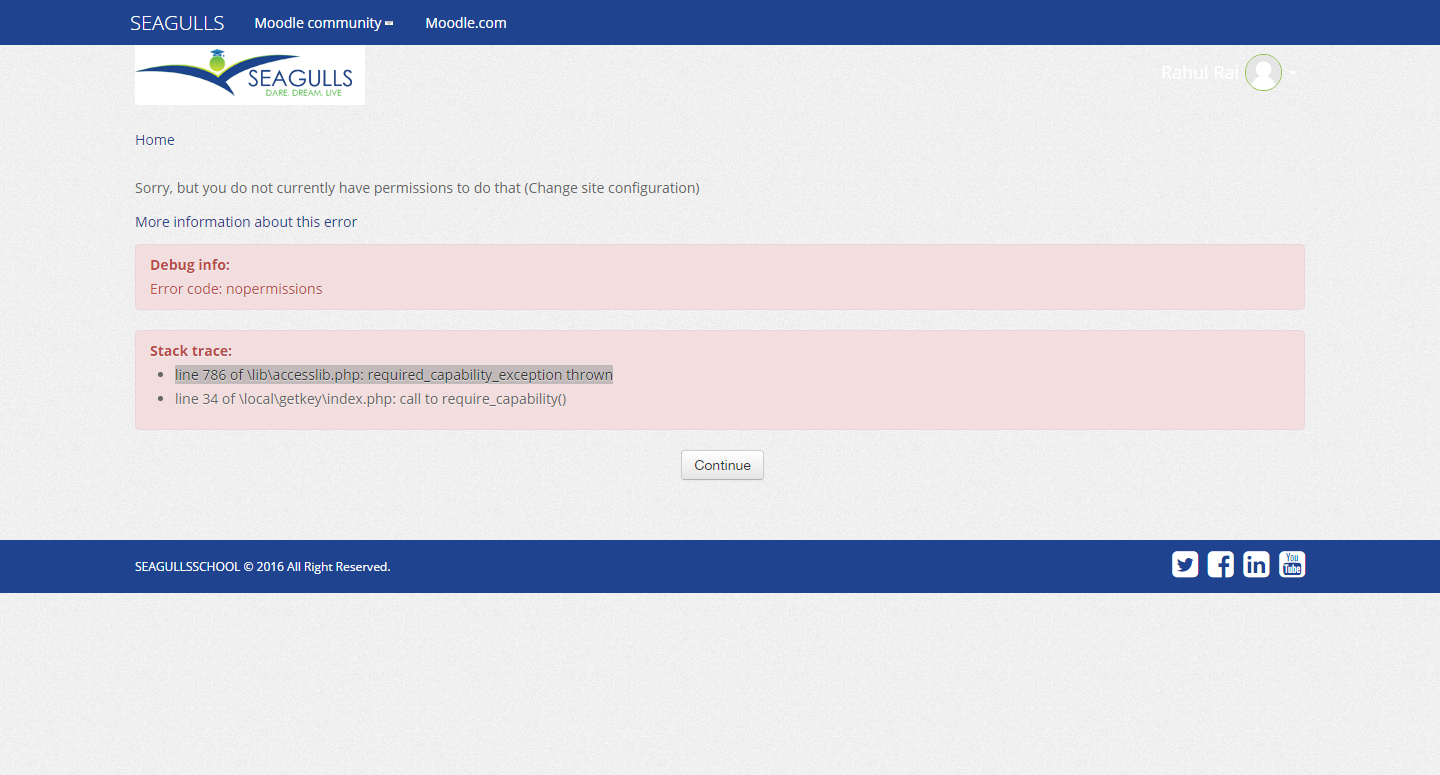 SEAGULLS Moodle community Moodle.com
SEAGULLS
DARE. DREAM. LIVE
Rahul Rai
Home
Sorry, but you do not currently have permissions to do that (Change site configuration)
More information about this error
Debug info:
Error code: nopermissions
Stack trace:
line 786 of \lib\accesslib.php: required_capability_exception thrown
line 34 of \local\getkey\index.php: call to require_capability()
Continue
SEAGULLSSCHOOL © 2016 All Right Reserved.
You
Tube